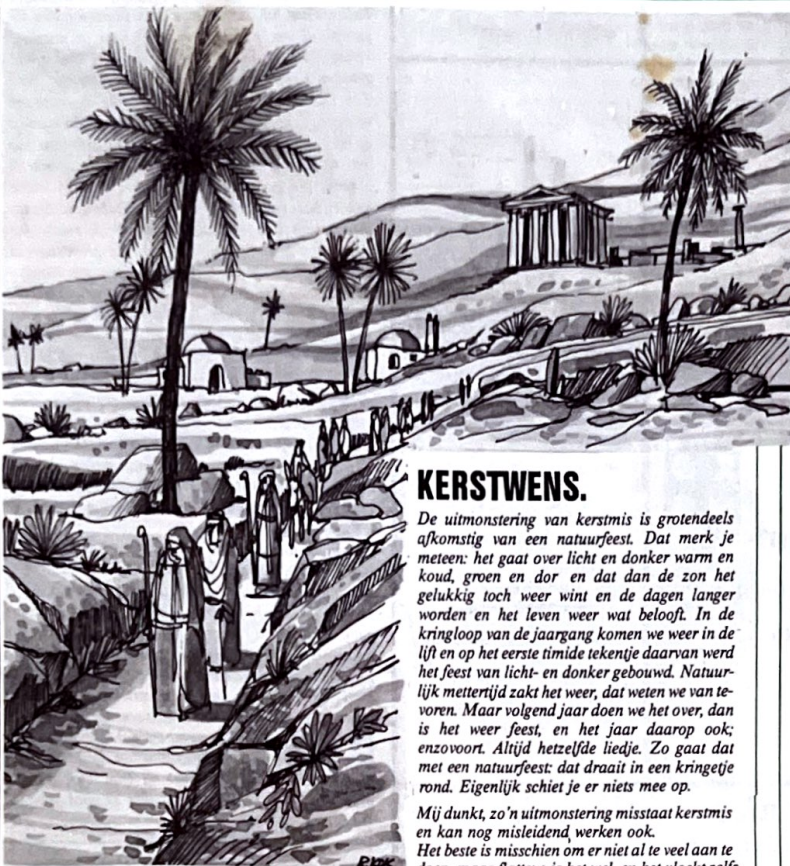 KERSTWENS.
De uitmonstering van kerstmis is grotendeels
afkomstig van een natuurfeest. Dat merk je
meteen: het gaat over licht en donker warm en
koud, groen en dor en dat dan de zon het
gelukkig toch weer wint en de dagen langer
worden en het leven weer wat belooft. In de
kringloop van de jaargang komen we weer in de
lift en op het eerste timide tekentje daarvan werd
het feest van licht- en donker gebouwd. Natuur-
lijk mettertijd zakt het weer, dat weten we van te-
voren. Maar volgend jaar doen we het over, dan
is het weer feest, en het jaar daarop ook;
enzovoort. Altijd hetzelfde liedje. Zo gaat dat
met een natuurfeest: dat draait in een kringetje
rond. Eigenlijk schiet je er niets mee op.
Mij dunkt, zo'n uitmonstering misstaat kerstmis
en kan nog misleidend werken ook.
Het beste is misschien om er niet al te veel aan te